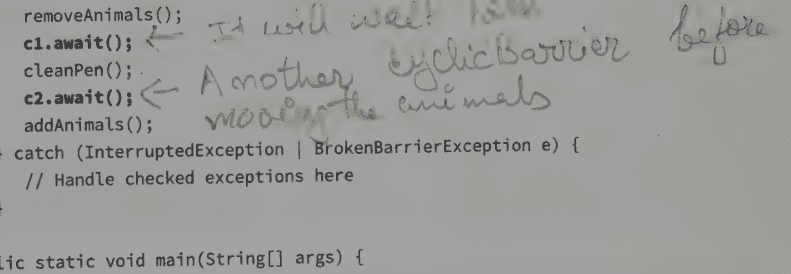 removeAnimals();
c1.await(); ← It will wait
cleanPen();
c2.await(); ← Another CyclicBarrier before
addAnimals(); moving the animals
} catch (InterruptedException | BrokenBarrierException e) {
// Handle checked exceptions here
}
lic static void main(String[] args) {